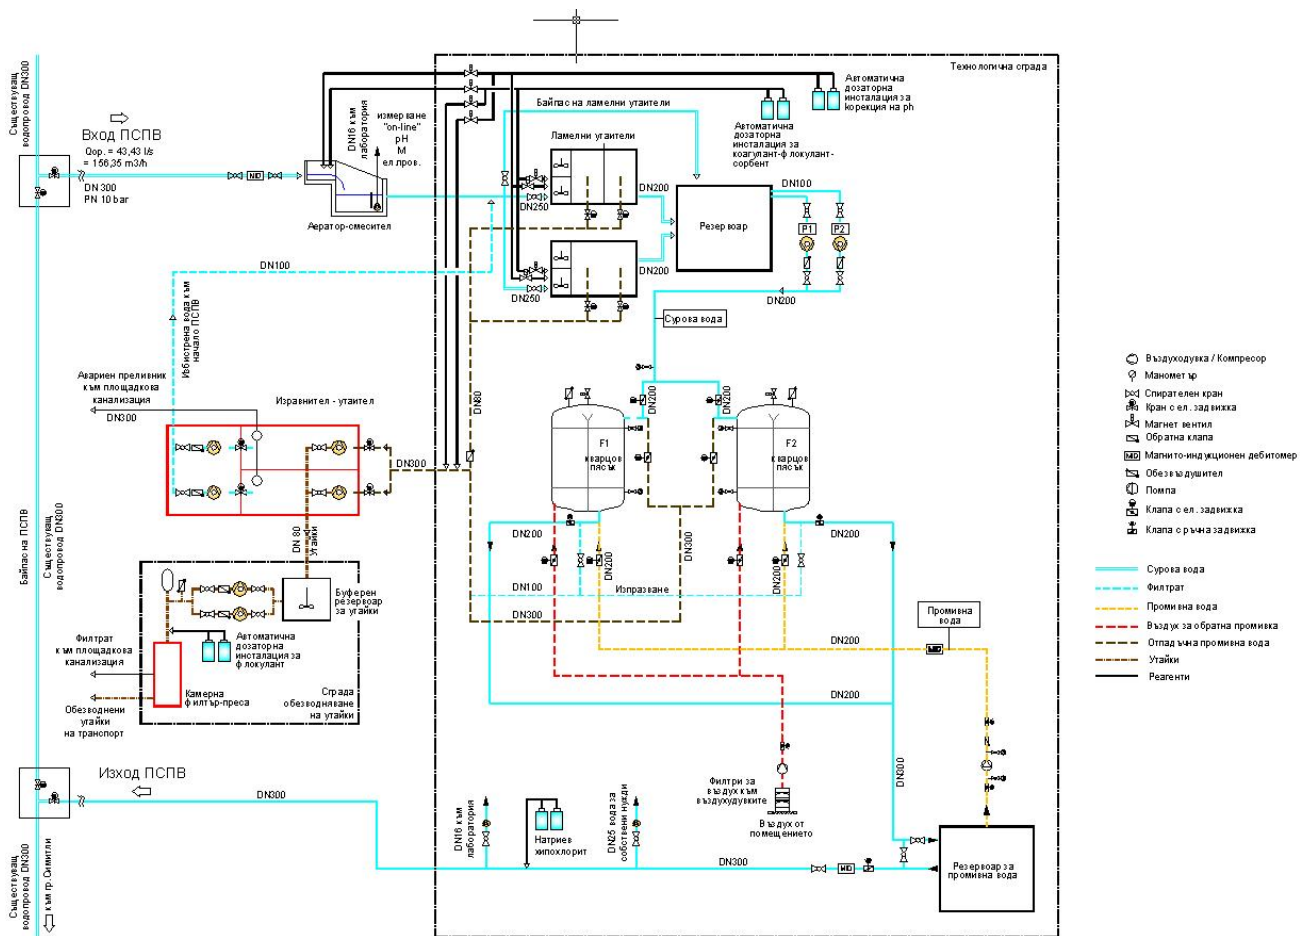 Технологична сграда
Съществуващ
водопровод DN300
Вход ПСПВ
Qор. = 43,43 l/s
= 156,35 m3/h
DN 300
PN 10 bar
MID
DN16 към
лаборатория
измерване
"on-line"
pH
М
ел.пров.
Аератор-смесител
Байпас на ламелни утаители
Ламелни утаители
Автоматична
дозаторна
инсталация за
корекция на ph
Автоматична
дозаторна
инсталация за
коагулант-флокулант-
сорбент
DN250
DN200
DN250
DN200
Резервоар
DN100
P1
P2
DN200
Сурова вода
DN100
Избистрена вода към
начало ПСПВ
Авариен преливник
към площадкова
канализация
DN300
Изравнител - утаител
DN300
DN80
DN200
DN200
F1
кварцов
пясък
F2
кварцов
пясък
DN 80
Утайки
DN200
DN200
DN300
DN200
DN200
DN100
Изпразване
DN300
Байпас на ПСПВ
Съществуващ
водопровод DN300
Буферен
резервоар
за утайки
Автоматична
дозаторна
инсталация за
флокулант
Филтрат
към площадкова
канализация
Камерна
филтър-преса
Обезводнени
утайки
на транспорт
Сграда
обезводняване
на утайки
Промивна
вода
DN200
MID
DN200
DN300
Изход ПСПВ
DN300
DN16 към
лаборатория
Натриев
хипохлорит
DN25 вода за
собствени нужди
Филтри за
въздух към
въздухудувките
Въздух от
помещението
DN300
MID
Резервоар за
промивна вода
Съществуващ
водопровод DN300
към гр.Симитли
Въздуходувка / Компресор
Манометър
Спирателен кран
Кран с ел. задвижка
Магнет вентил
Обратна клапа
MID
Магнито-индукционен дебитомер
Обезвъздушител
Помпа
Клапа с ел. задвижка
Клапа с ръчна задвижка
Сурова вода
Филтрат
Промивна вода
Въздух за обратна промивка
Отпадъчна промивна вода
Утайки
Реагенти